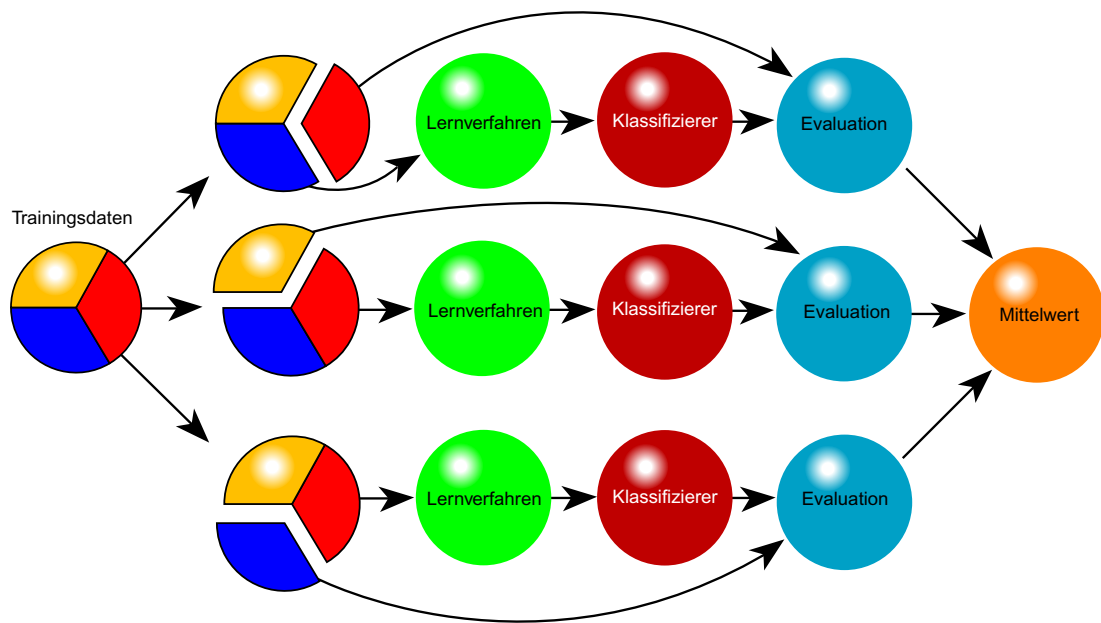 Lernverfahren
Klassifizierer
Evaluation
Trainingsdaten
Lernverfahren
Klassifizierer
Evaluation
Mittelwert
Lernverfahren
Klassifizierer
Evaluation